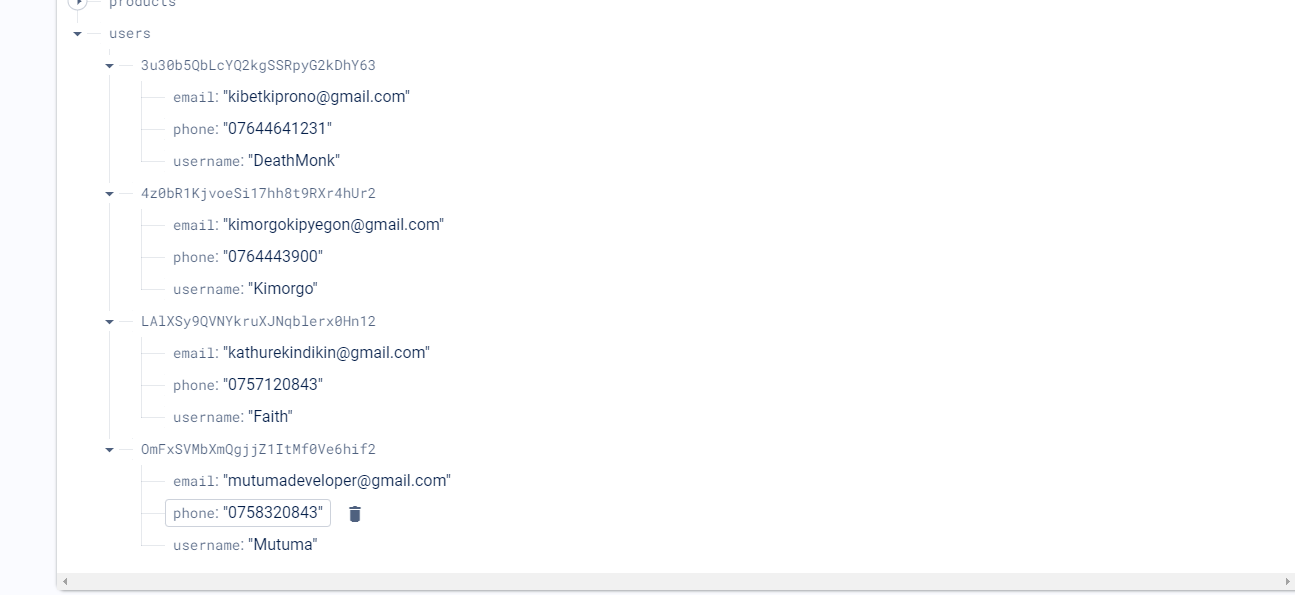 products
users
3u30b5QbLcYQ2kgSSRpyG2kDhY63
email: "kibetkiprono@gmail.com"
phone: "07644641231"
username: "DeathMonk"
4z0bR1KjvoeSi17hh8t9RXr4hUr2
email: "kimorgokipyegon@gmail.com"
phone: "0764443900"
username: "Kimorgo"
LAlXSy9QVNYkruXJNqblerx0Hn12
email: "kathurekindikin@gmail.com"
phone: "0757120843"
username: "Faith"
OmFxSVMbXmQgjjZ1ItMf0Ve6hif2
email: "mutumadeveloper@gmail.com"
phone: "0758320843"
username: "Mutuma"